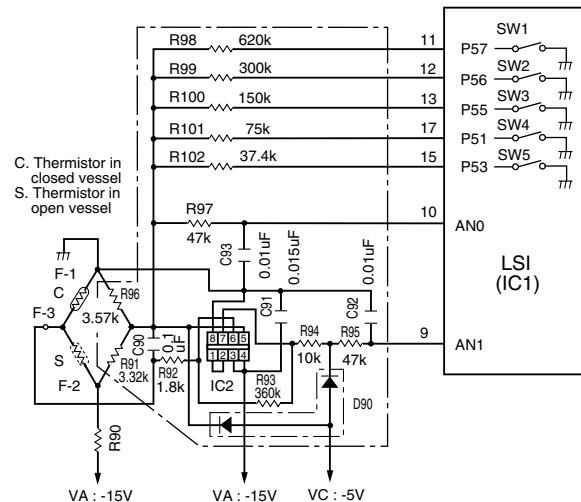 R98 620k 11 P57 SW1
R99 300k 12 P56 SW2
R100 150k 13 P55 SW3
R101 75k 17 P51 SW4
R102 37.4k 15 P53 SW5
C. Thermistor in
closed vessel
S. Thermistor in
open vessel
R97
47k
10
AN0
C93
0.01uF
0.015uF
0.01uF
LSI
(IC1)
F-1
C
R96
F-3
3.57k
C90
0.1
uF
C91
C92
8 7 6 5
1 2 3 4
R94
10k
R95
47k
9
AN1
S
R91
3.32k
F-2
R92
1.8k
IC2
R93
360k
D90
R90
VA : -15V
VA : -15V
VC : -5V